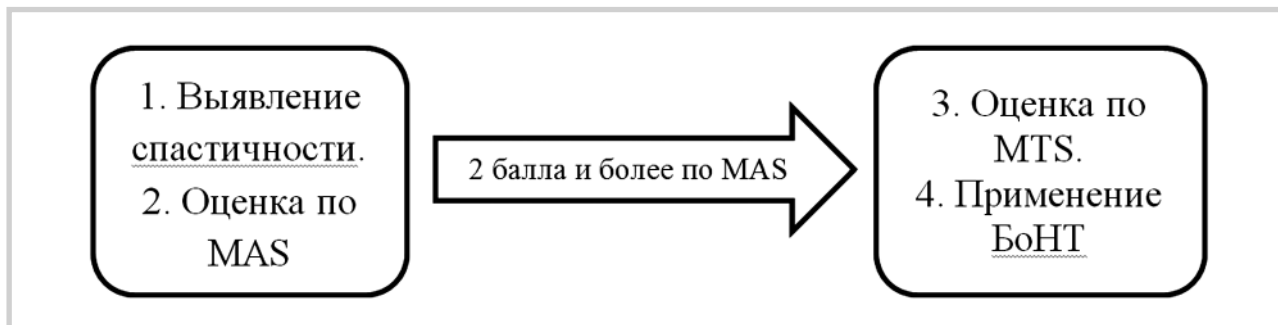 1. Выявление
спастичности.
2. Оценка по
MAS
2 балла и более по MAS
3. Оценка по
MTS.
4. Применение
БоНТ